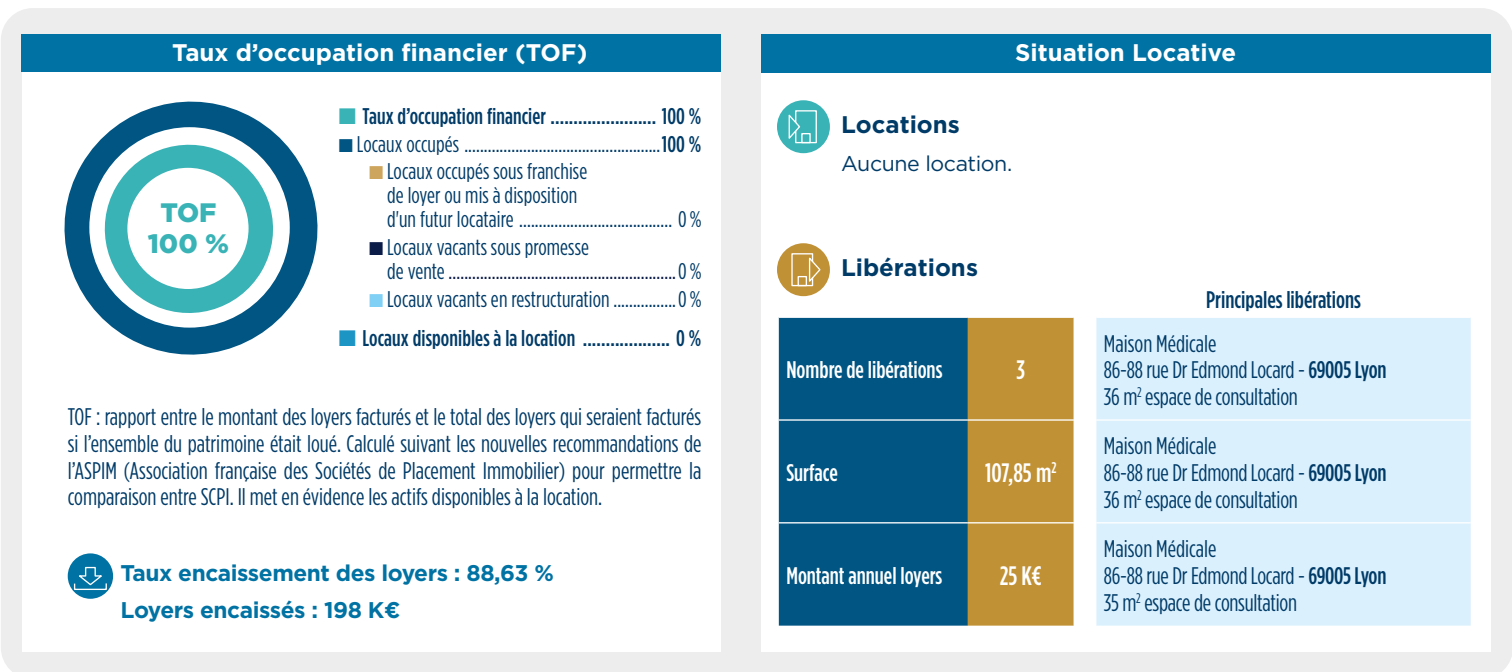 Taux d’occupation financier (TOF)
TOF
100 %
Taux d’occupation financier ....................... 100 %
Locaux occupés .......................................................100 %
Locaux occupés sous franchise
de loyer ou mis à disposition
d'un futur locataire ........................................... 0 %
Locaux vacants sous promesse
de vente ................................................................0 %
Locaux vacants en restructuration .................0 %
Locaux disponibles à la location ................... 0 %
TOF : rapport entre le montant des loyers facturés et le total des loyers qui seraient facturés
si l’ensemble du patrimoine était loué. Calculé suivant les nouvelles recommandations de
l’ASPIM (Association française des Sociétés de Placement Immobilier) pour permettre la
comparaison entre SCPI. Il met en évidence les actifs disponibles à la location.
Taux encaissement des loyers : 88,63 %
Loyers encaissés : 198 K€
Situation Locative
Locations
Aucune location.
Libérations
Principales libérations
Nombre de libérations 3
Maison Médicale
86-88 rue Dr Edmond Locard - 69005 Lyon
36 m² espace de consultation
Surface 107,85 m²
Maison Médicale
86-88 rue Dr Edmond Locard - 69005 Lyon
36 m² espace de consultation
Montant annuel loyers 25 K€
Maison Médicale
86-88 rue Dr Edmond Locard - 69005 Lyon
35 m² espace de consultation